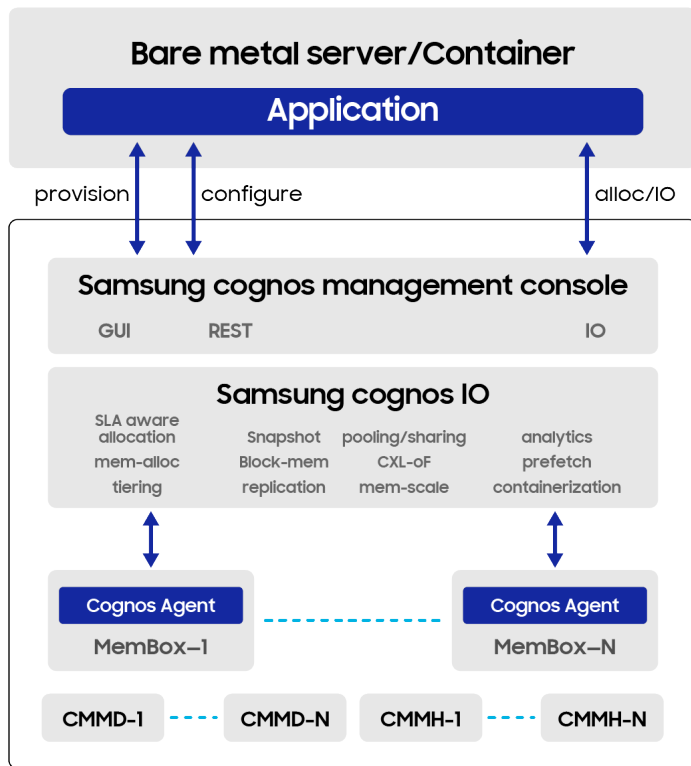 Bare metal server/Container
Application
provision
configure
alloc/IO
Samsung cognos management console
GUI
REST
IO
Samsung cognos IO
SLA aware
allocation
mem-alloc
tiering
Snapshot
Block-mem
replication
pooling/sharing
CXL-oF
mem-scale
analytics
prefetch
containerization
Cognos Agent
MemBox–1
Cognos Agent
MemBox–N
CMMD-1
CMMD-N
CMMH-1
CMMH-N